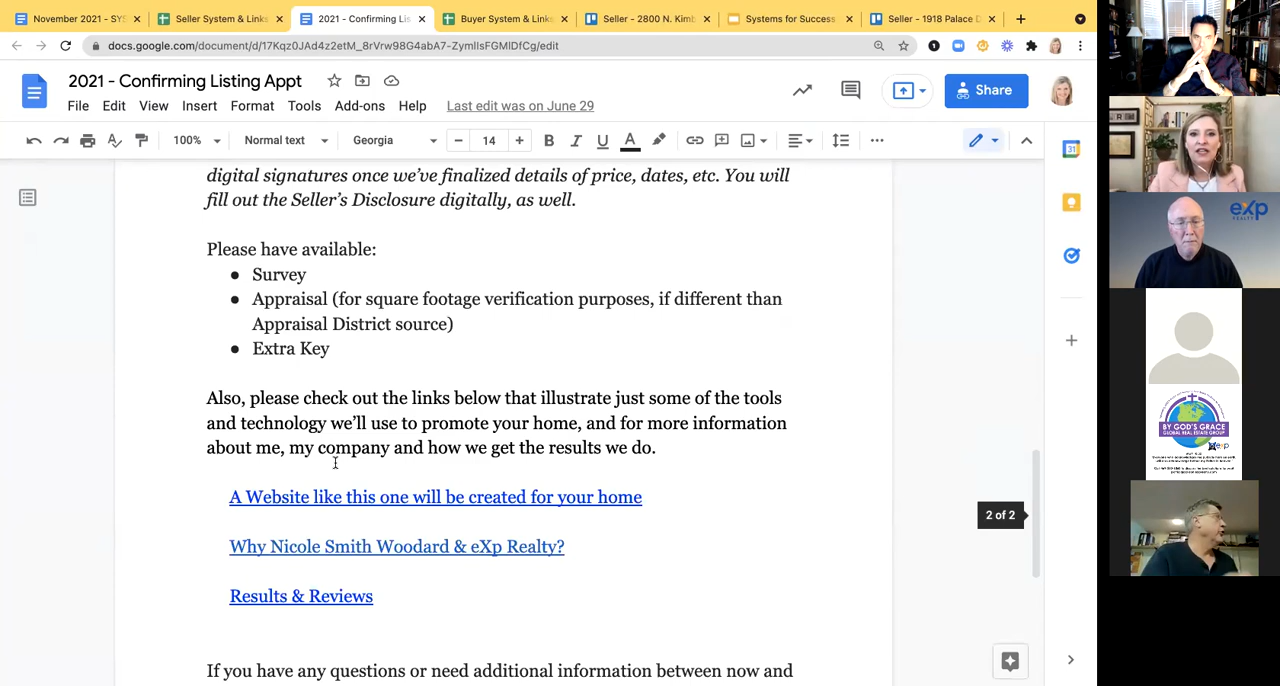 November 2021 - SYS
Seller System & Links
2021 - Confirming Lis
Buyer System & Links
Seller - 2800 N. Kimb
Systems for Success
Seller - 1918 Palace D
docs.google.com/document/d/17Kqz0JAd4z2etM_8rVrw98G4abA7-ZymlIsFGMlDfCg/edit
2021 - Confirming Listing Appt
Share
File Edit View Insert Format Tools Add-ons Help Last edit was on June 29
100% Normal text Georgia 14 B I U A
31
digital signatures once we've finalized details of price, dates, etc. You will
fill out the Seller's Disclosure digitally, as well.
Please have available:
● Survey
● Appraisal (for square footage verification purposes, if different than
Appraisal District source)
● Extra Key
Also, please check out the links below that illustrate just some of the tools
and technology we'll use to promote your home, and for more information
about me, my company and how we get the results we do.
A Website like this one will be created for your home
Why Nicole Smith Woodard & eXp Realty?
Results & Reviews
If you have any questions or need additional information between now and
2 of 2
eXp
REALTY
BY GOD'S GRACE
GLOBAL REAL ESTATE GROUP
eXp